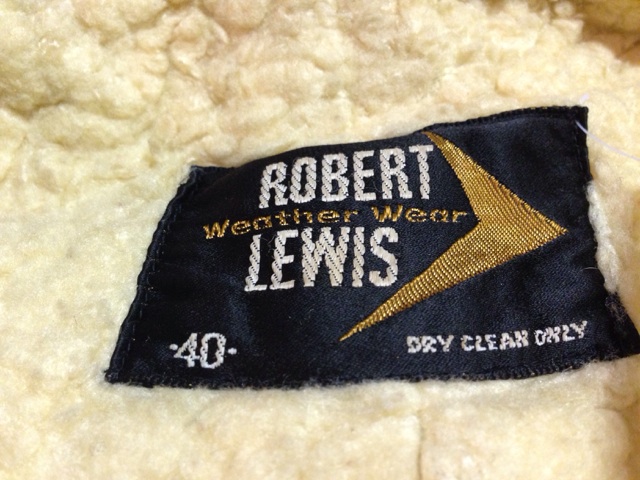 ROBERT
Weather Wear
LEWIS
-40-
DRY CLEAN ONLY